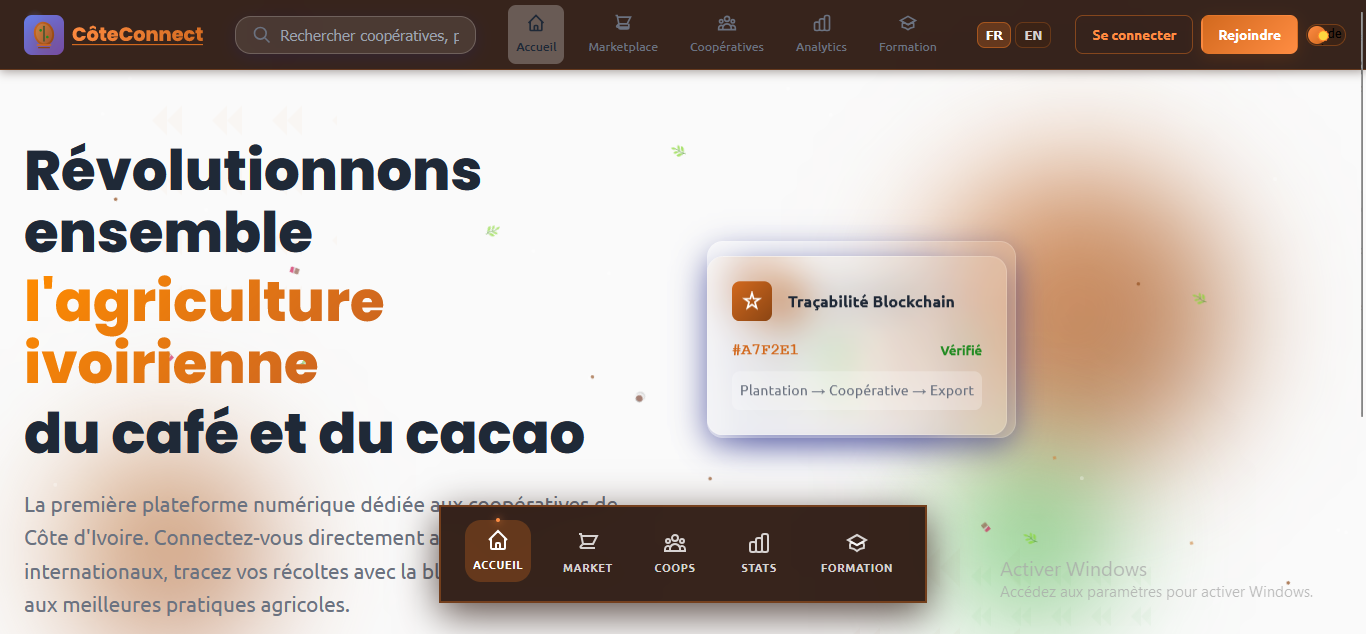 CôteConnect
Rechercher coopératives, p
Accueil
Marketplace
Coopératives
Analytics
Formation
FR
EN
Se connecter
Rejoindre
de
Révolutionnons
ensemble
l'agriculture
ivoirienne
du café et du cacao
Traçabilité Blockchain
#A7F2E1
Vérifié
Plantation → Coopérative → Export
La première plateforme numérique dédiée aux coopératives de
Côte d'Ivoire. Connectez-vous directement a
internationaux, tracez vos récoltes avec la bl
aux meilleures pratiques agricoles.
ACCUEIL
MARKET
COOPS
STATS
FORMATION
Activer Windows
Accédez aux paramètres pour activer Windows.